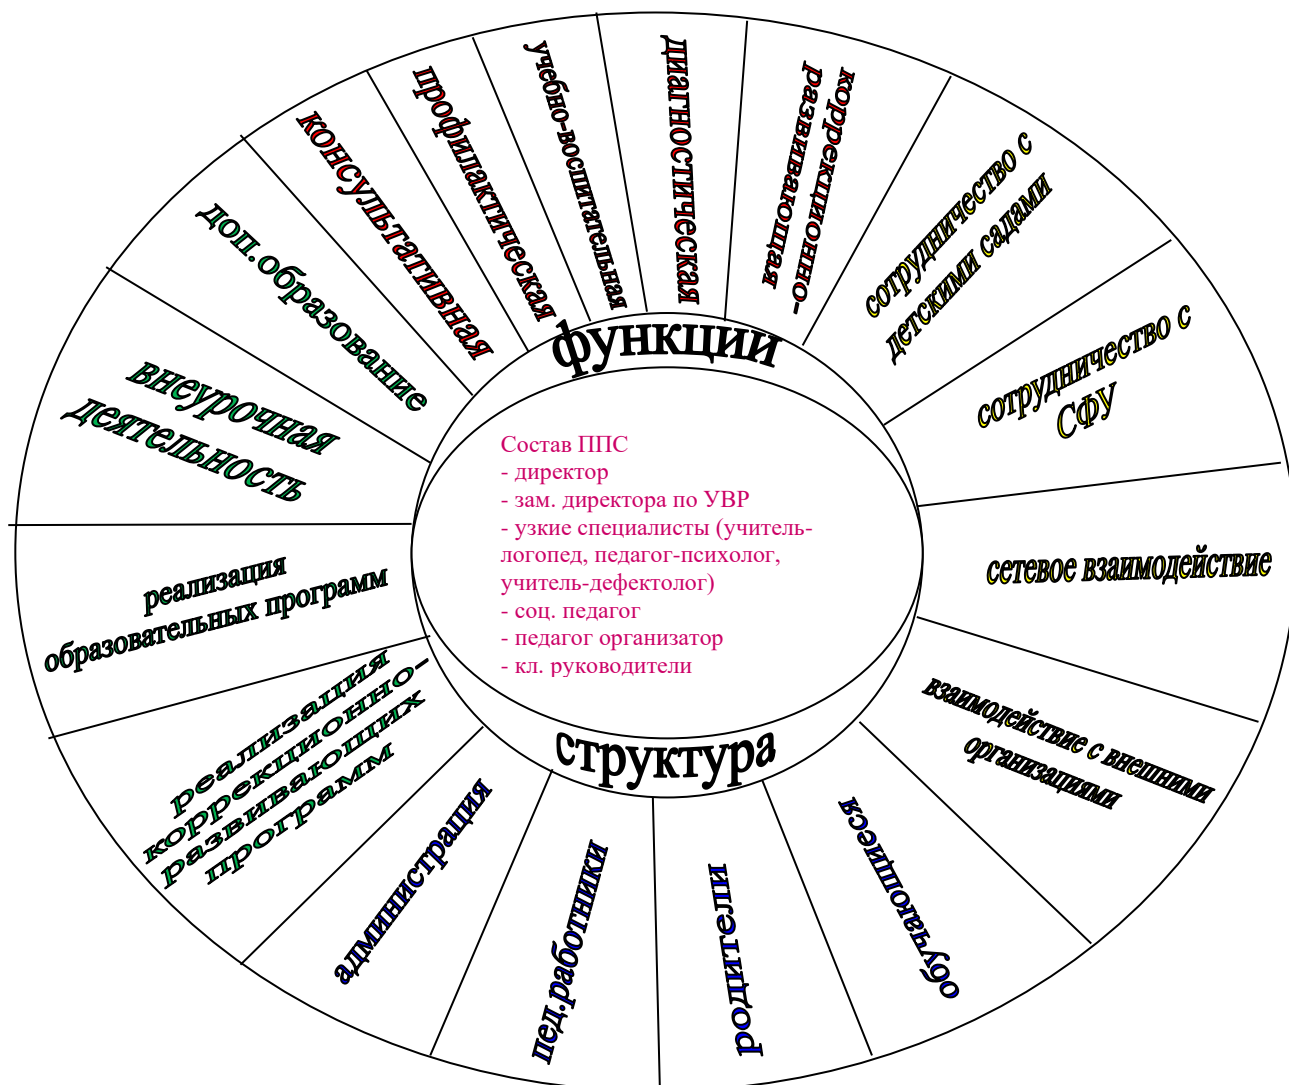 консультативная
профилактическая
учебно-воспитательная
диагностическая
коррекционно-
развивающая
сотрудничество с
детскими садами
сотрудничество с
СФУ
сетевое взаимодействие
взаимодействие с внешними
организациями
обучающиеся
родители
пед.работники
администрация
реализация
коррекционно-
развивающих
программ
реализация
образовательных программ
внеурочная
деятельность
доп.образование
функции
Состав ППС
- директор
- зам. директора по УВР
- узкие специалисты (учитель-
логопед, педагог-психолог,
учитель-дефектолог)
- соц. педагог
- педагог организатор
- кл. руководители
структура